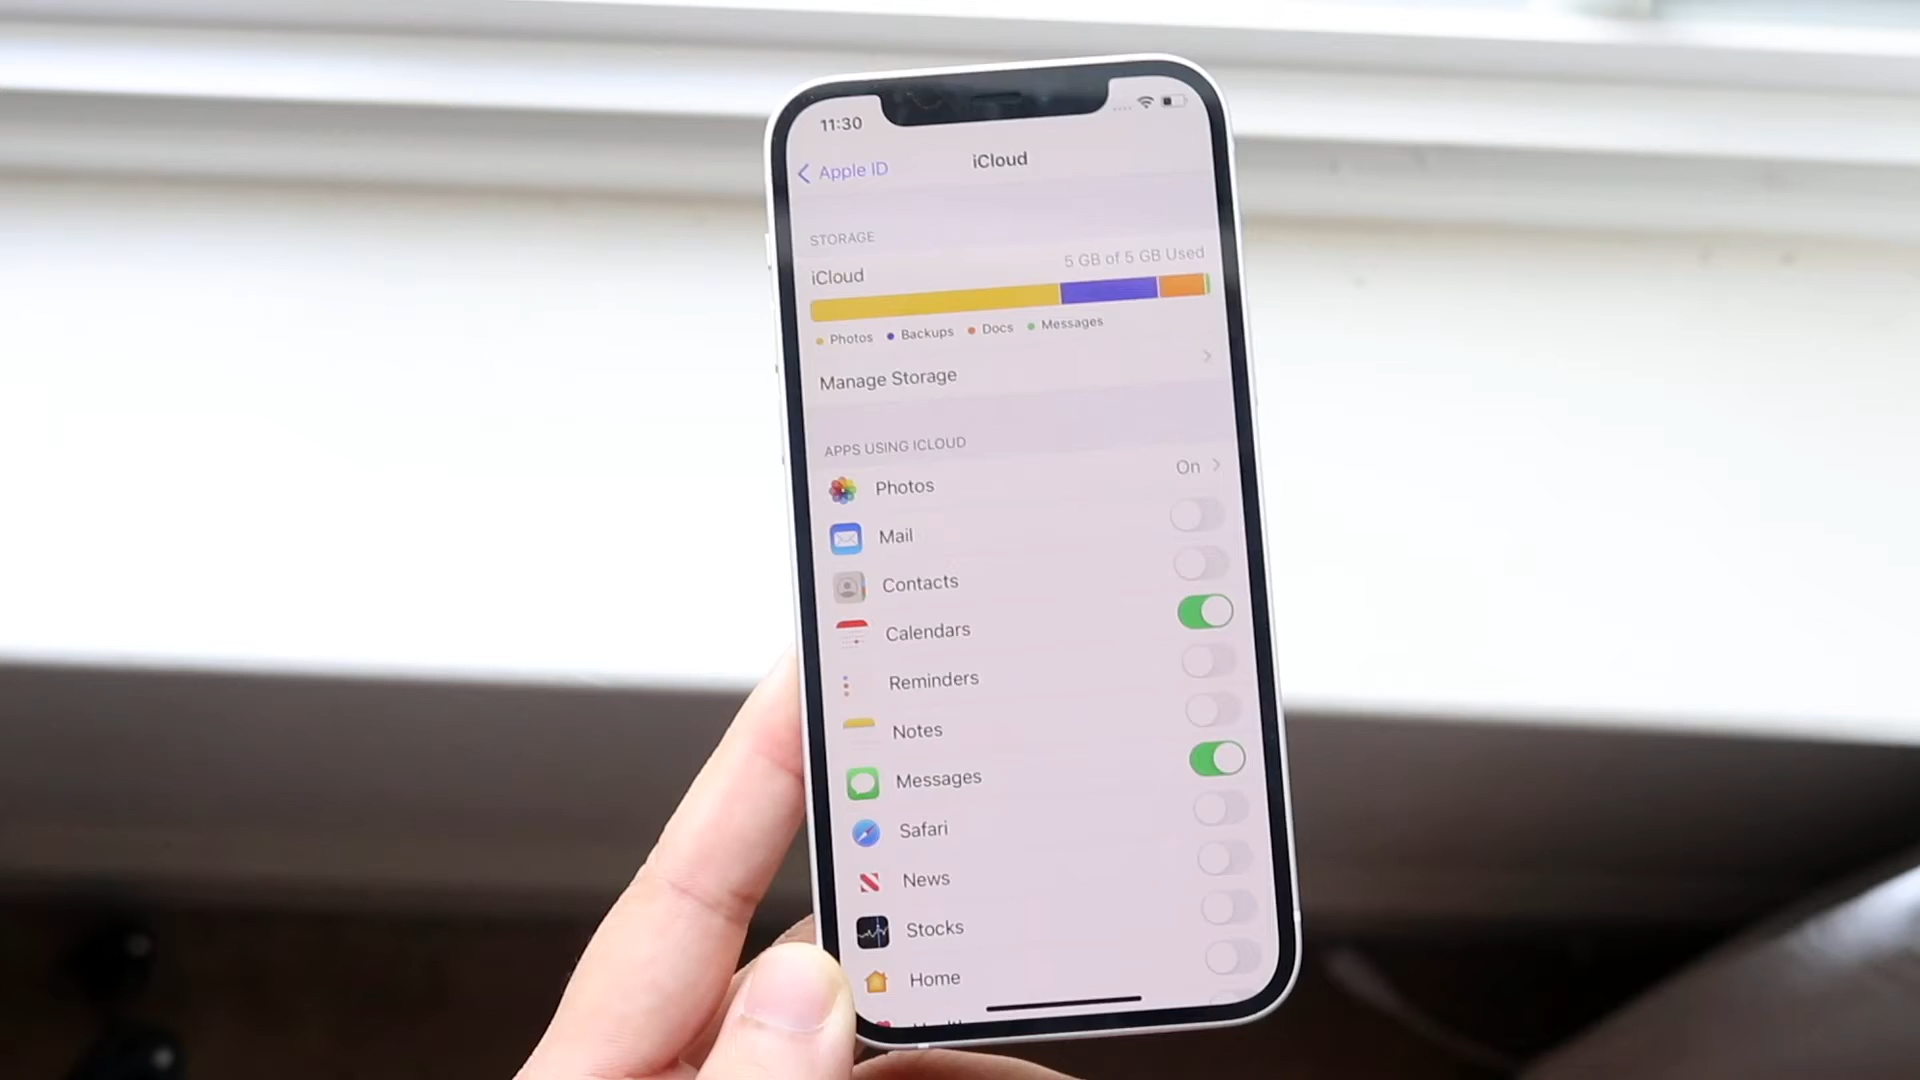 11:30
Apple ID
iCloud
STORAGE
iCloud
5 GB of 5 GB Used
Photos Backups Docs Messages
Manage Storage
APPS USING ICLOUD
Photos On
Mail
Contacts
Calendars
Reminders
Notes
Messages
Safari
News
Stocks
Home